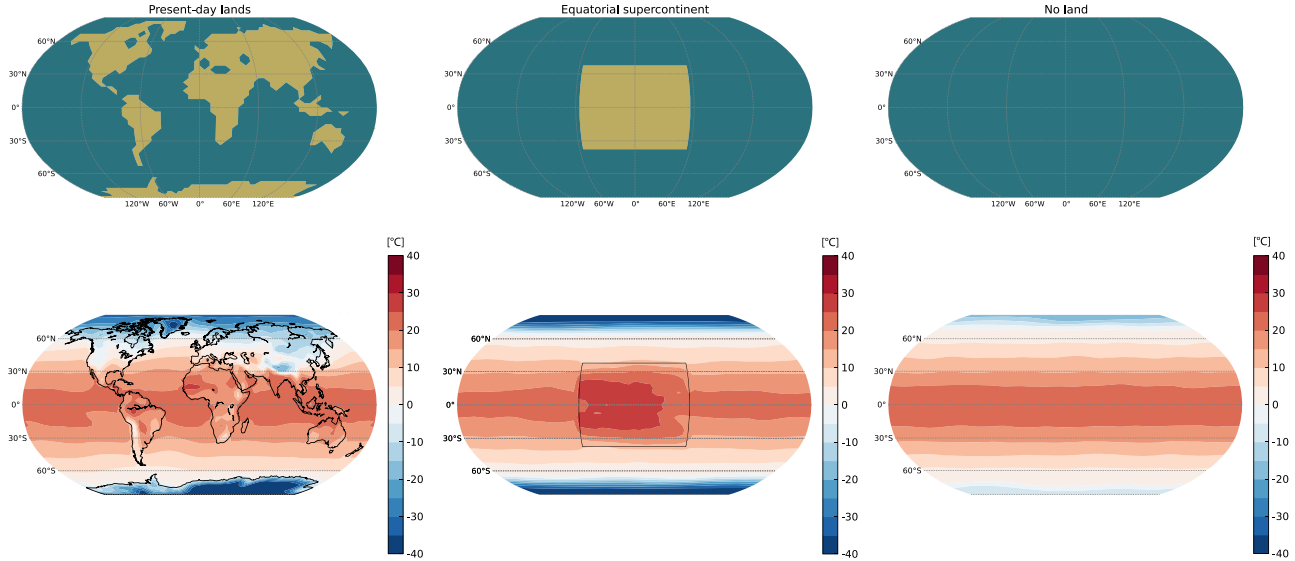 Present-day lands
Equatorial supercontinent
No land
60°N
30°N
0°
30°S
60°S
120°W 60°W 0° 60°E 120°E
60°N
30°N
0°
30°S
60°S
120°W 60°W 0° 60°E 120°E
60°N
30°N
0°
30°S
60°S
120°W 60°W 0° 60°E 120°E
[℃]
40
30
20
10
0
-10
-20
-30
-40
60°N
30°N
0°
30°S
60°S
[℃]
40
30
20
10
0
-10
-20
-30
-40
60°N
30°N
0°
30°S
60°S
[℃]
40
30
20
10
0
-10
-20
-30
-40
60°N
30°N
0°
30°S
60°S